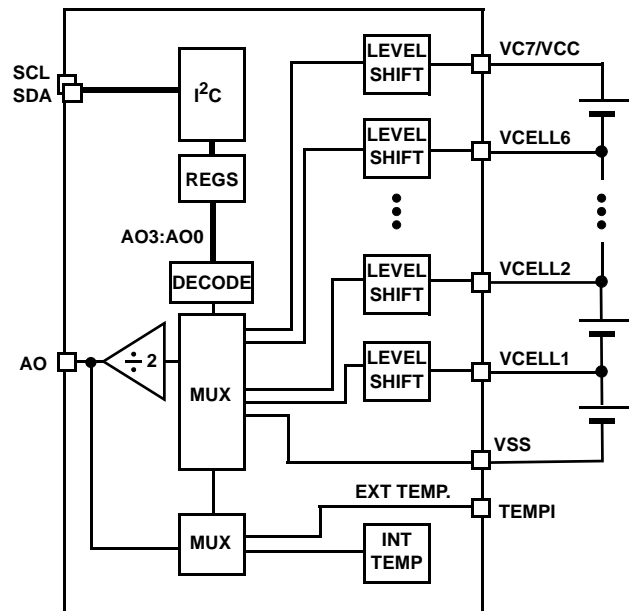 SCL
SDA
I²C
REGS
AO3:AO0
DECODE
AO
÷ 2
MUX
MUX
LEVEL
SHIFT
VC7/VCC
LEVEL
SHIFT
VCELL6
LEVEL
SHIFT
VCELL2
LEVEL
SHIFT
VCELL1
VSS
EXT TEMP.
TEMPI
INT
TEMP